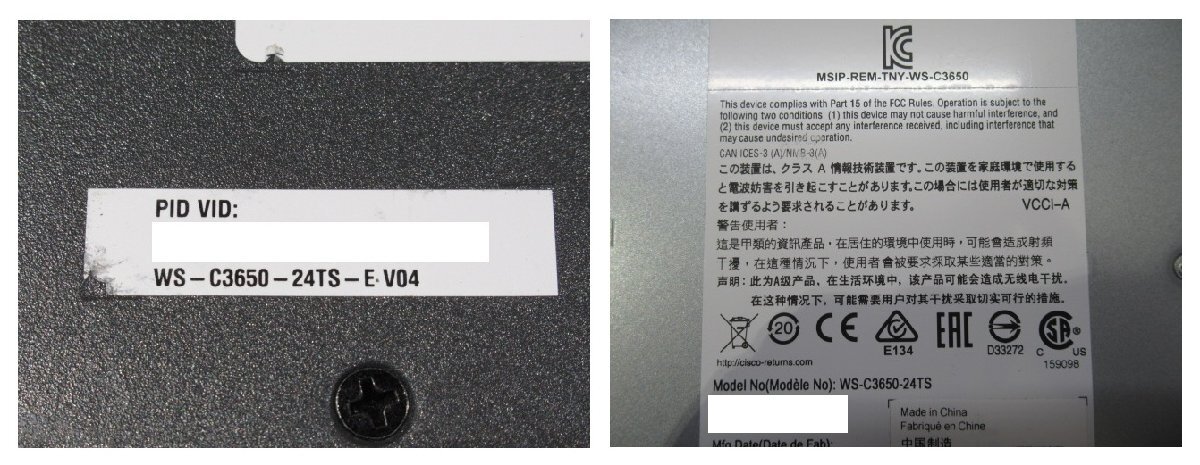 PID VID:
WS-C3650-24TS-E V04
MSIP-REM-TNY-WS-C3650
This device complies with Part 15 of the FCC Rules. Operation is subject to the
following two conditions (1) this device may not cause harmful interference, and
(2) this device must accept any interference received, including interference that
may cause undesired operation.
CAN ICES-3 (A)/NMB-3(A)
この装置は、クラス A 情報技術装置です。この装置を家庭環境で使用する
と電波妨害を引き起こすことがあります。この場合には使用者が適切な対策
を講ずるよう要求されることがあります。 VCCI-A
警告使用者：
這是甲類的資訊產品，在居住的環境中使用時，可能會造成射頻
干擾，在這種情況下，使用者會被要求採取某些適當的對策。
声明：此为A级产品、在生活环境中，该产品可能会造成无线电干扰。
在这种情况下，可能需要用户对其干扰采取切实可行的措施。
20 CE E134 EAC D33272 C SA® US
159098
http://cisco-returns.com
Model No(Modèle No): WS-C3650-24TS
Made in China
Fabriqué en Chine
中国制造
Mfg Date(Date de Fab):